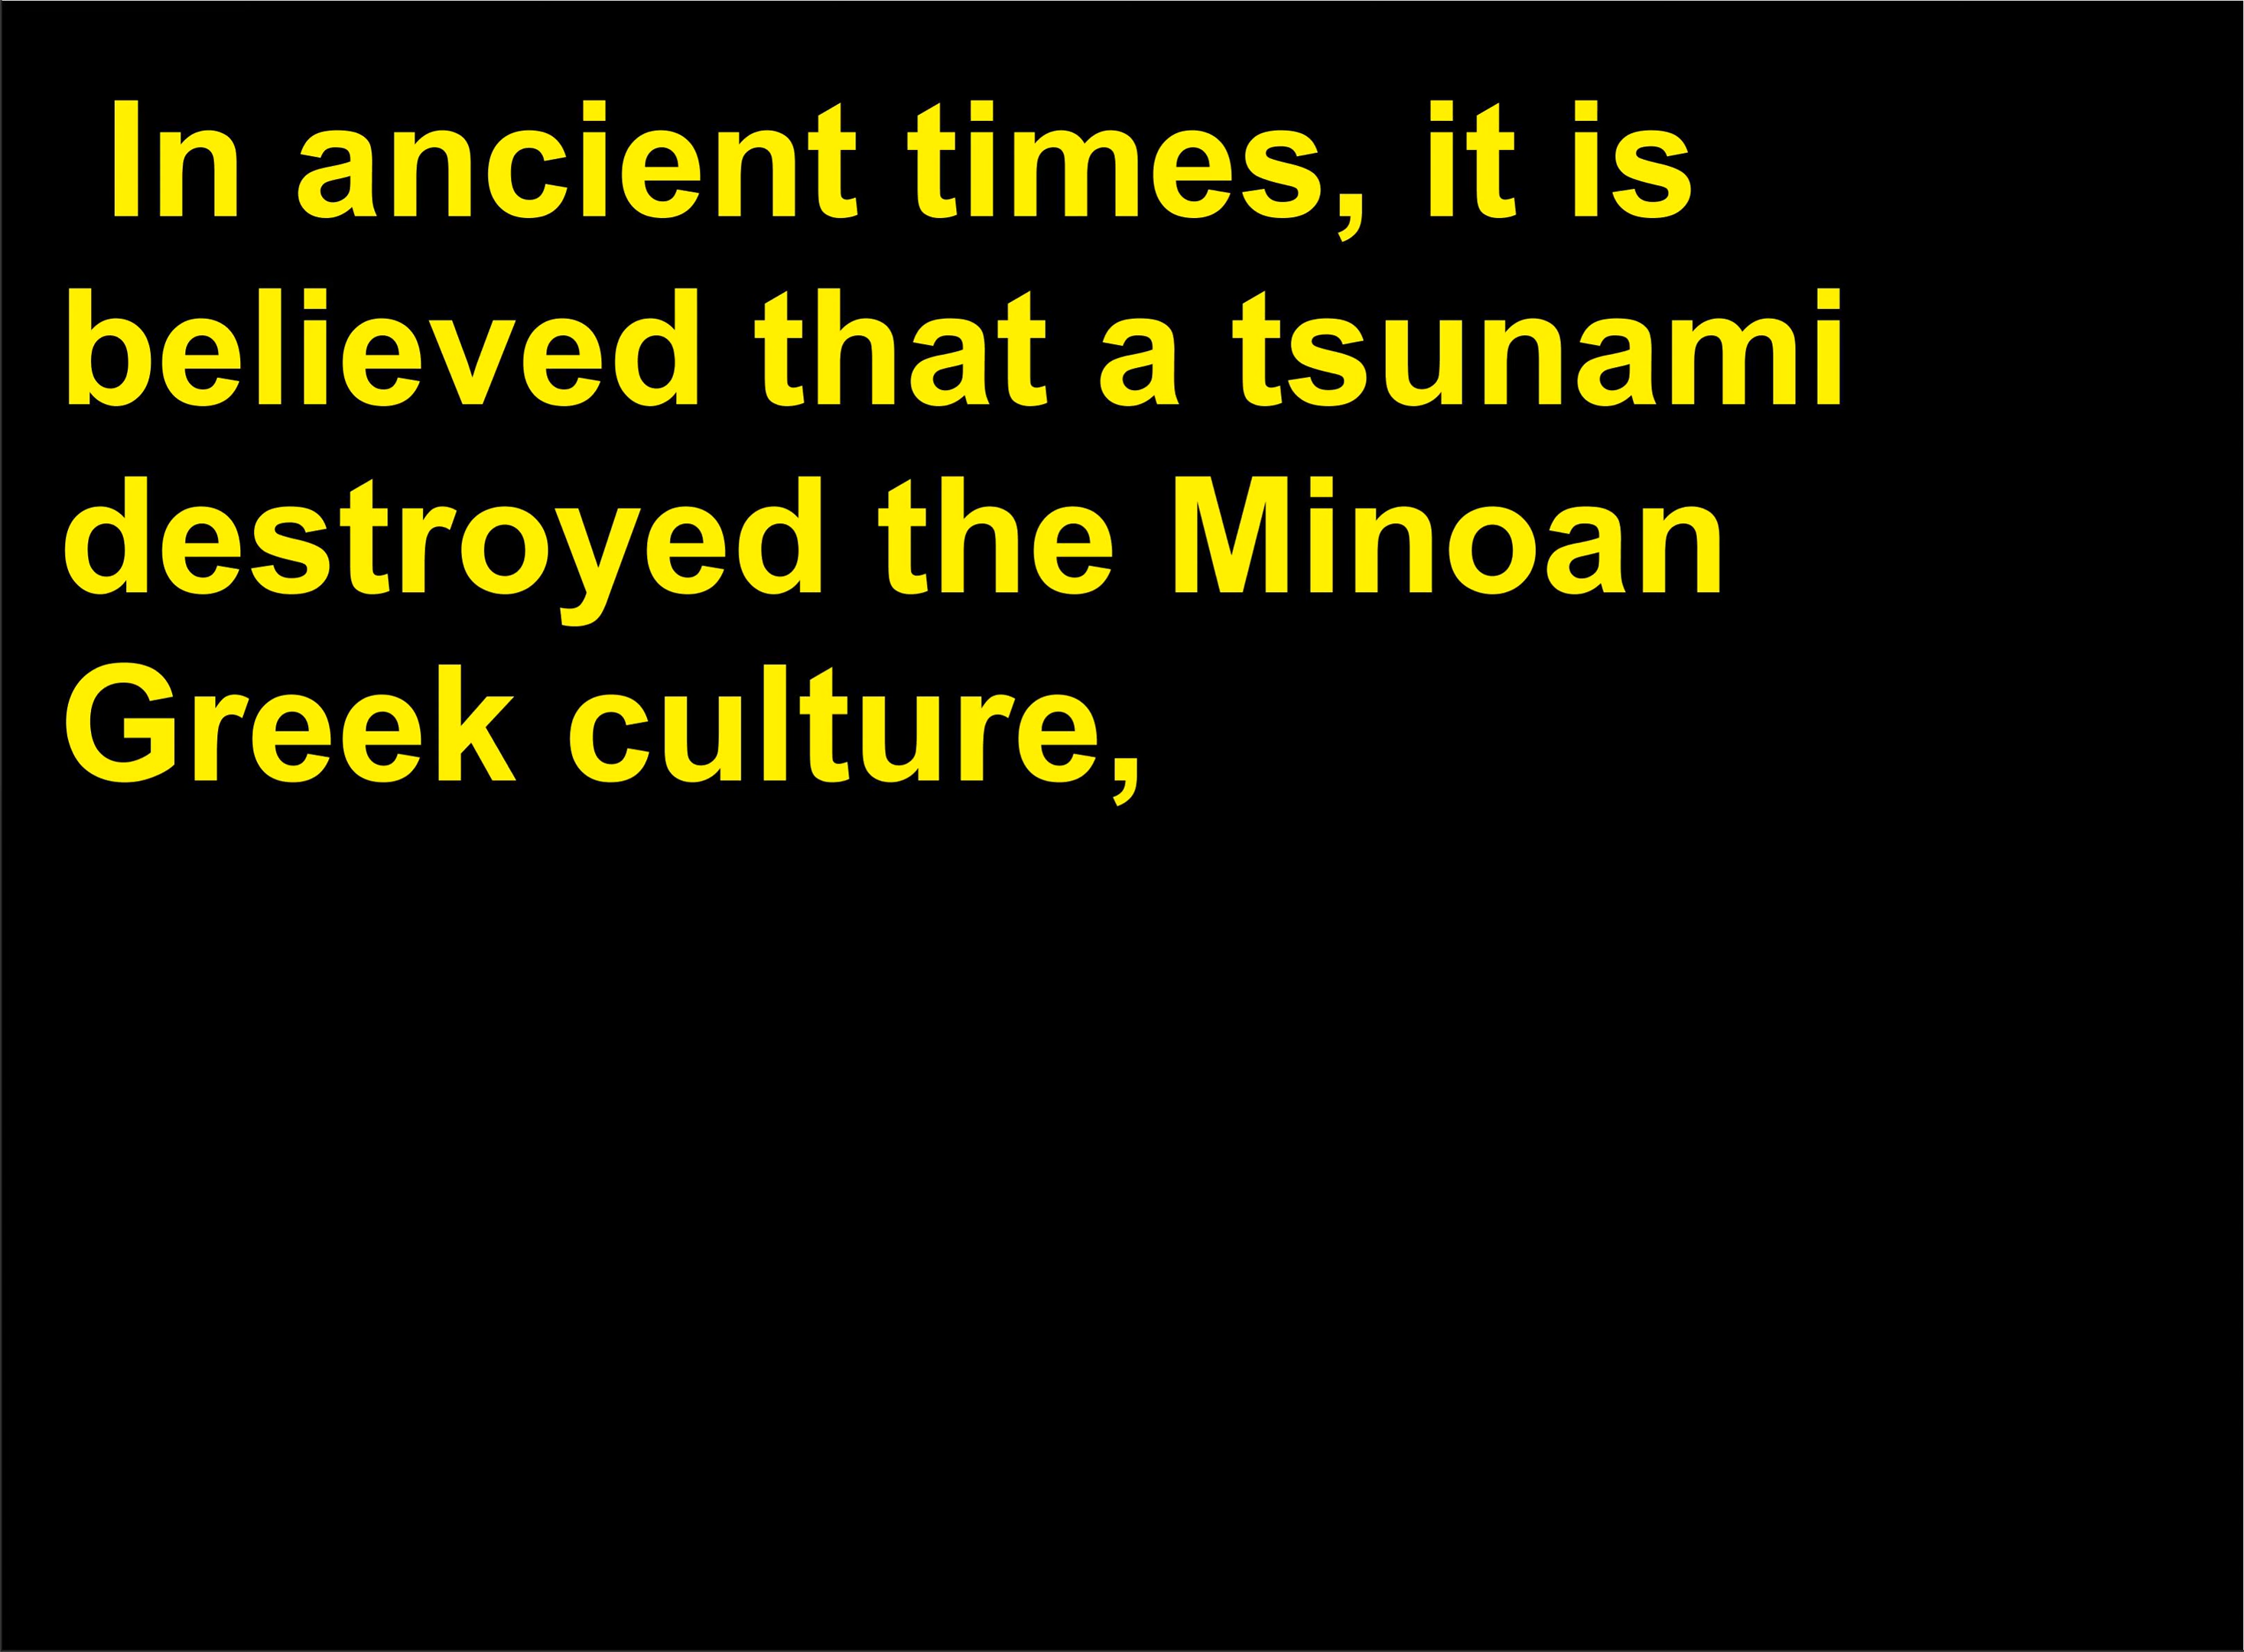 In ancient times, it is
believed that a tsunami
destroyed the Minoan
Greek culture,